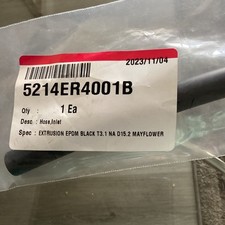 2023/11/04
5214ER4001B
Qty : 1 Ea
Desc : Hose,Inlet
Spec : EXTRUSION EPDM BLACK T3.1 NA D15.2 MAYFLOWER